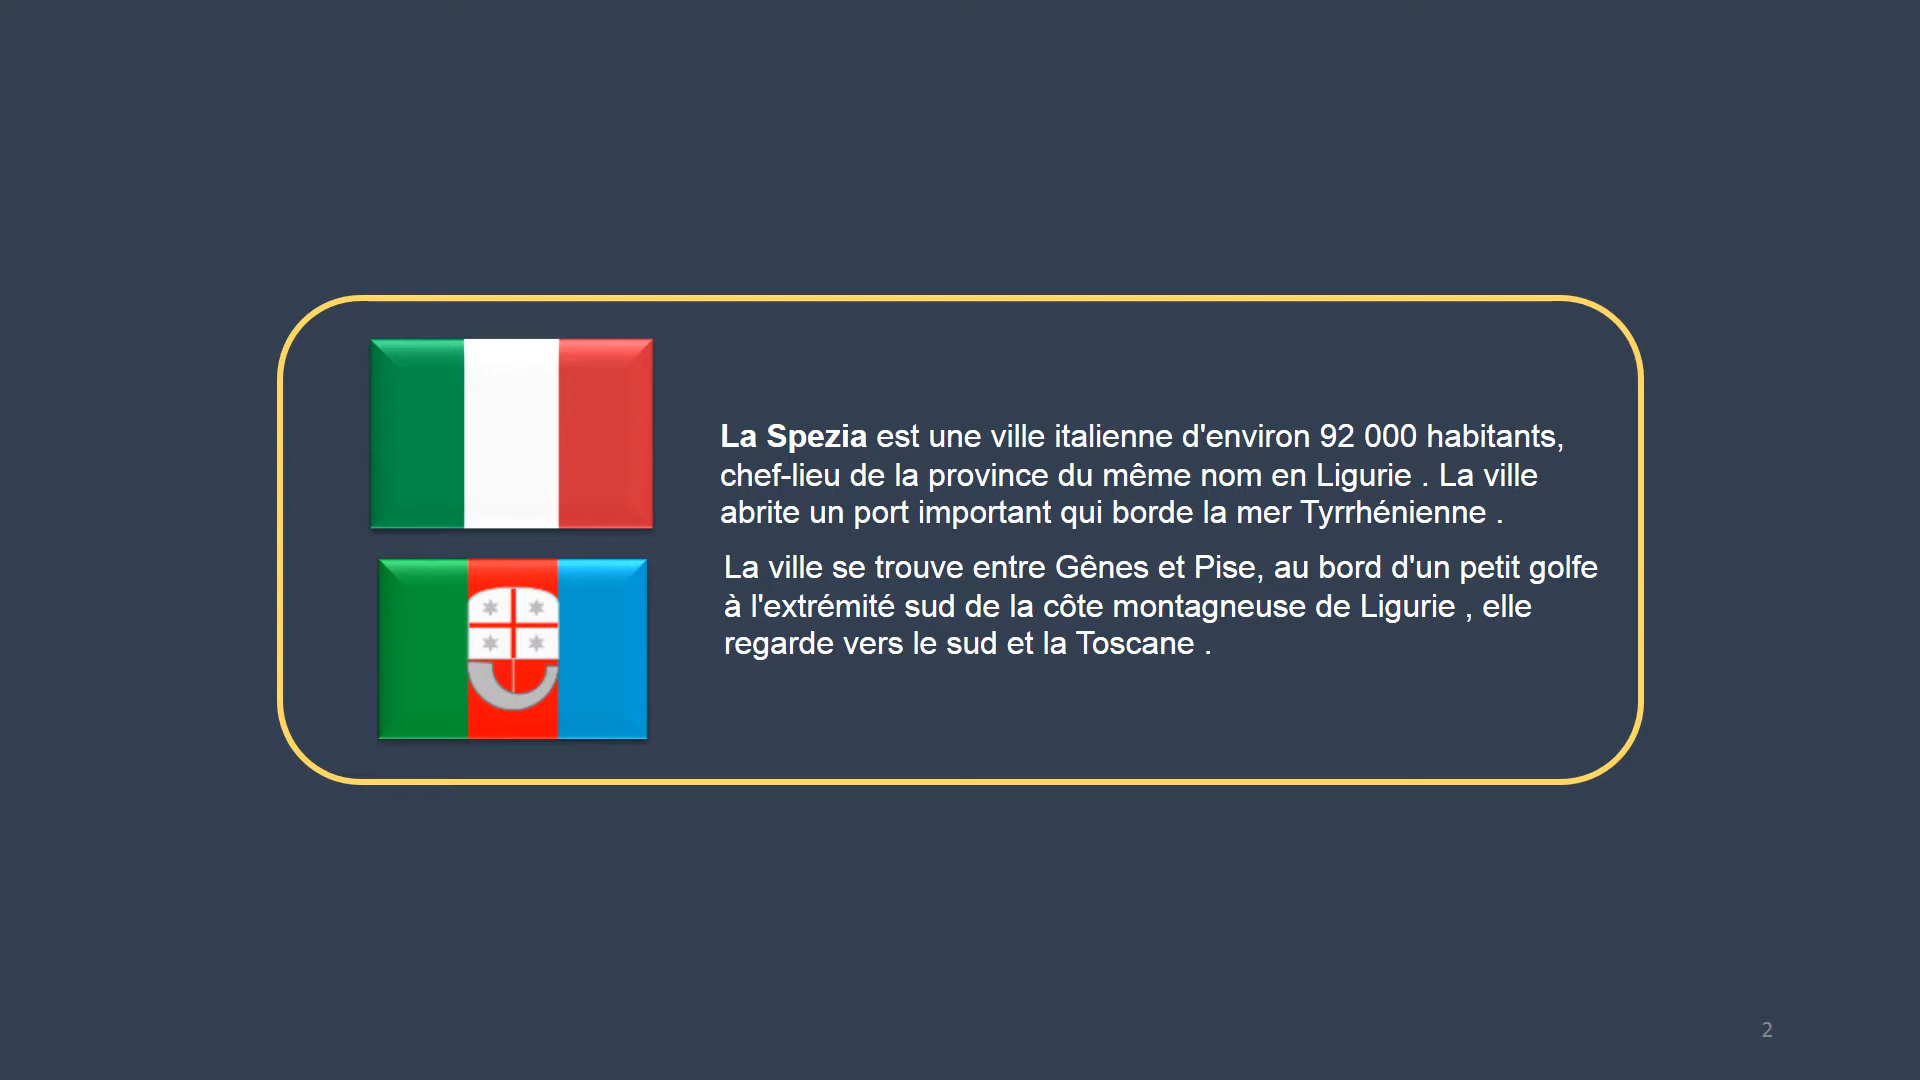 La Spezia est une ville italienne d'environ 92 000 habitants,
chef-lieu de la province du même nom en Ligurie . La ville
abrite un port important qui borde la mer Tyrrhénienne .
La ville se trouve entre Gênes et Pise, au bord d'un petit golfe
à l'extrémité sud de la côte montagneuse de Ligurie , elle
regarde vers le sud et la Toscane .
2